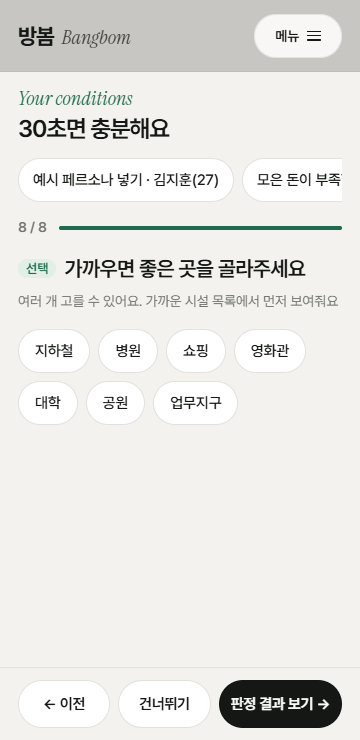 방봄 Bangbom
메뉴
Your conditions
30초면 충분해요
예시 페르소나 넣기 · 김지훈(27)
모은 돈이 부족
8 / 8
선택 가까우면 좋은 곳을 골라주세요
여러 개 고를 수 있어요. 가까운 시설 목록에서 먼저 보여줘요
지하철 병원 쇼핑 영화관
대학 공원 업무지구
← 이전 건너뛰기 판정 결과 보기 →